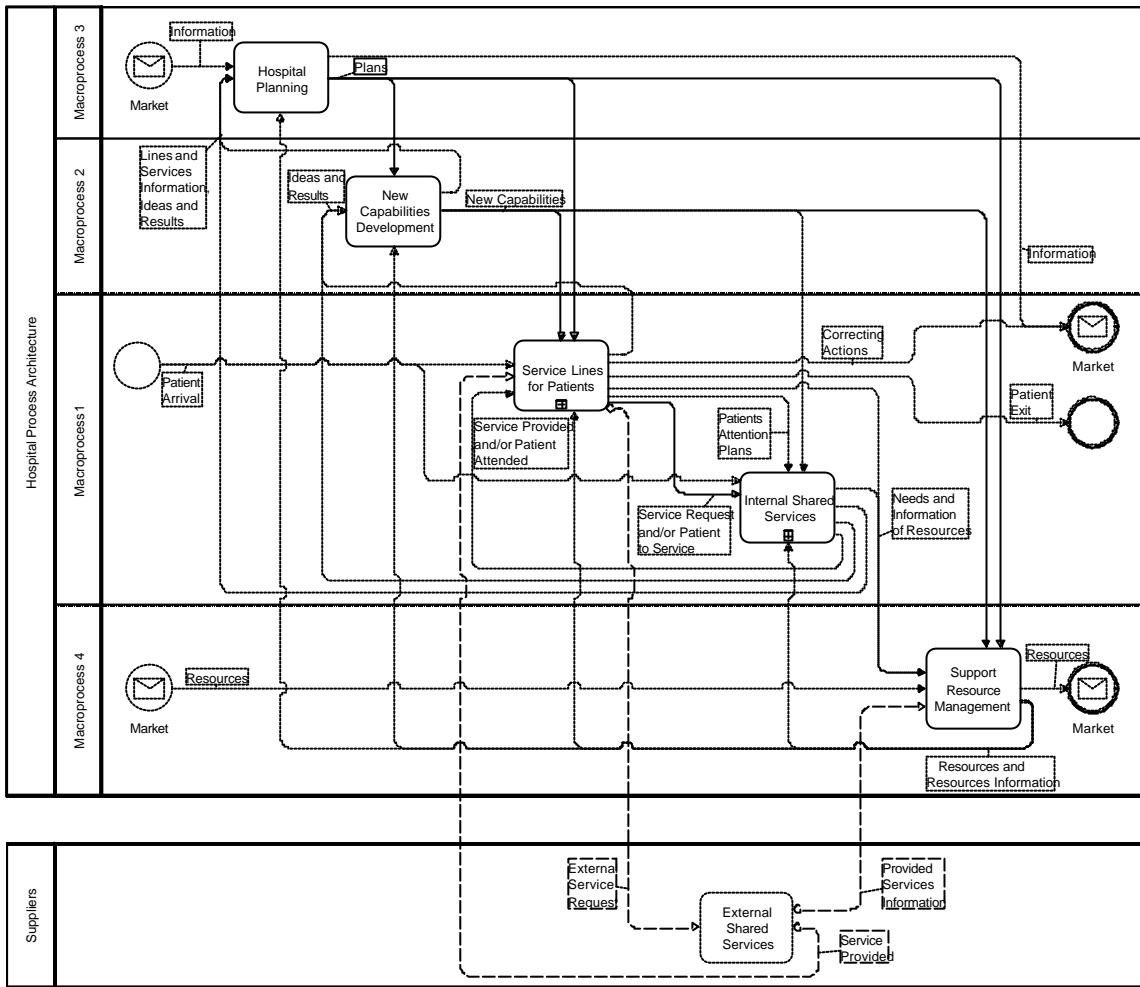 Hospital Process Architecture
Macroprocess 3
Information
Market
Hospital
Planning
Plans
Macroprocess 2
Lines and
Services
Information,
Ideas and
Results
Ideas and
Results
New
Capabilities
Development
New Capabilities
Information
Macroprocess 1
Patient
Arrival
Service Lines
for Patients
Correcting
Actions
Market
Patient
Exit
Service Provided
and/or Patient
Attended
Patients
Attention
Plans
Service Request
and/or Patient
to Service
Internal Shared
Services
Needs and
Information
of Resources
Macroprocess 4
Resources
Market
Support
Resource
Management
Resources
Market
Resources and
Resources Information
Suppliers
External
Service
Request
External
Shared
Services
Provided
Services
Information
Service
Provided